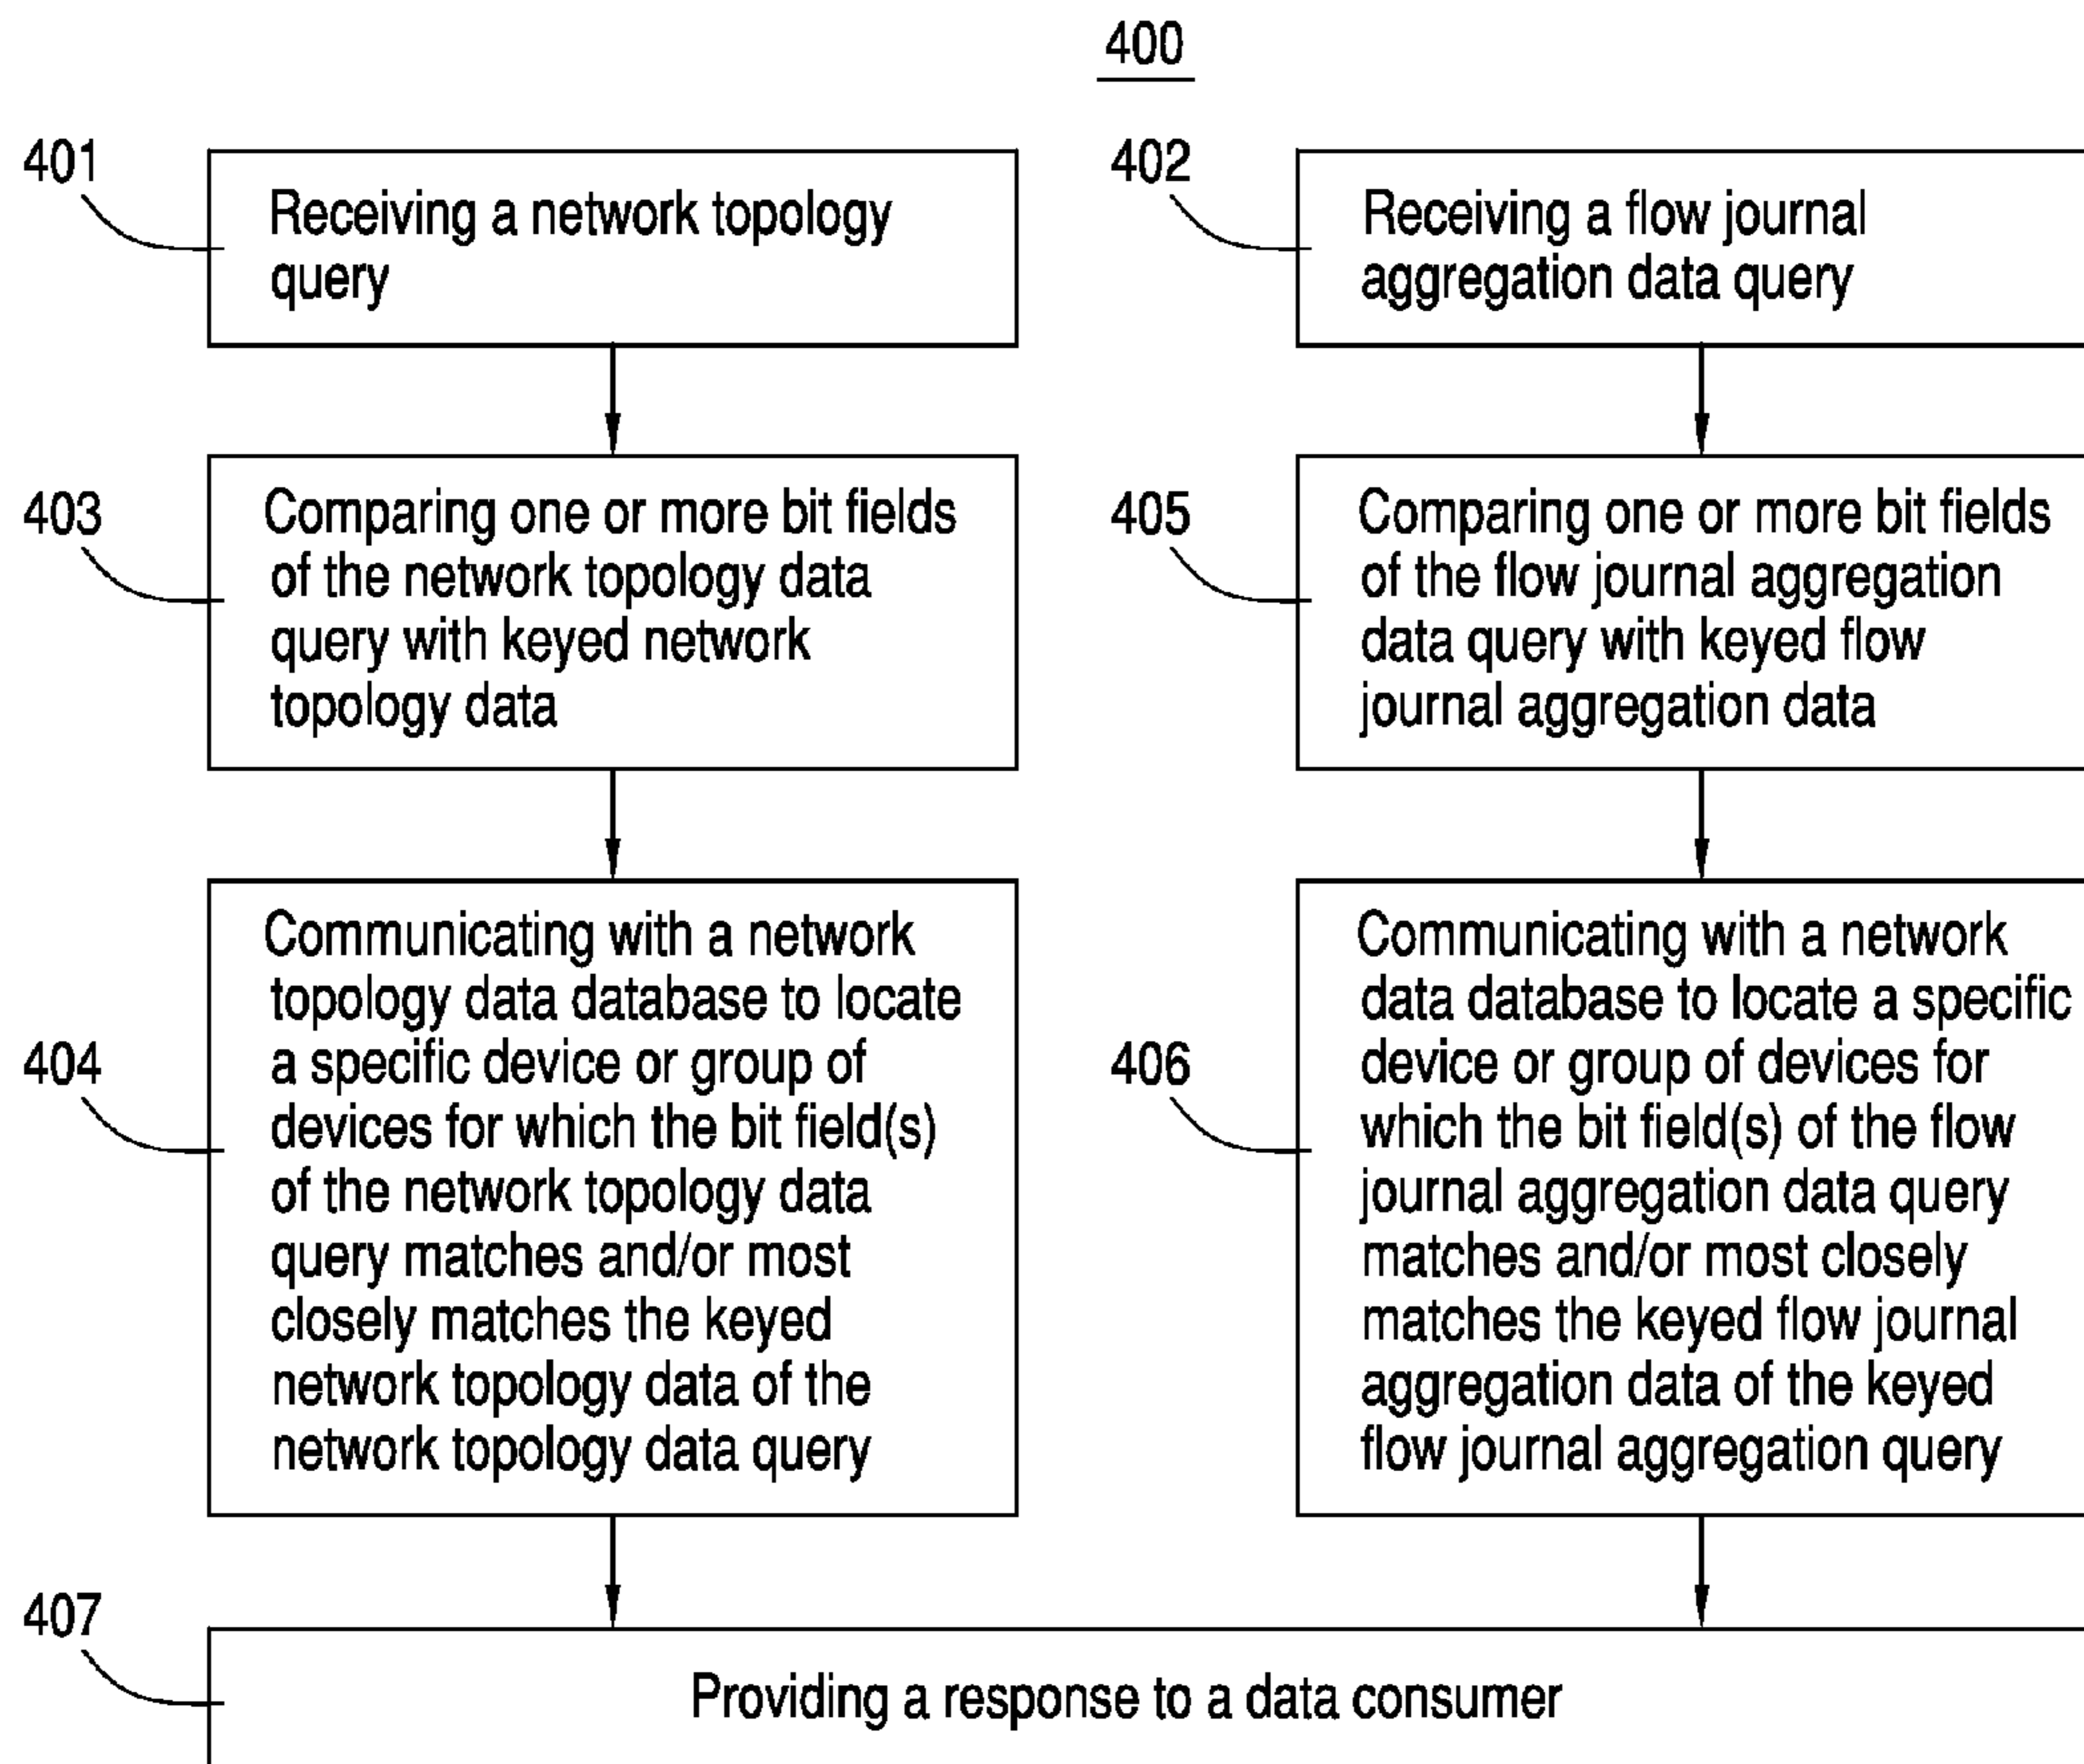 400
401
Receiving a network topology
query
402
Receiving a flow journal
aggregation data query
403
Comparing one or more bit fields
of the network topology data
query with keyed network
topology data
405
Comparing one or more bit fields
of the flow journal aggregation
data query with keyed flow
journal aggregation data
404
Communicating with a network
topology data database to locate
a specific device or group of
devices for which the bit field(s)
of the network topology data
query matches and/or most
closely matches the keyed
network topology data of the
network topology data query
406
Communicating with a network
data database to locate a specific
device or group of devices for
which the bit field(s) of the flow
journal aggregation data query
matches and/or most closely
matches the keyed flow journal
aggregation data of the keyed
flow journal aggregation query
407
Providing a response to a data consumer